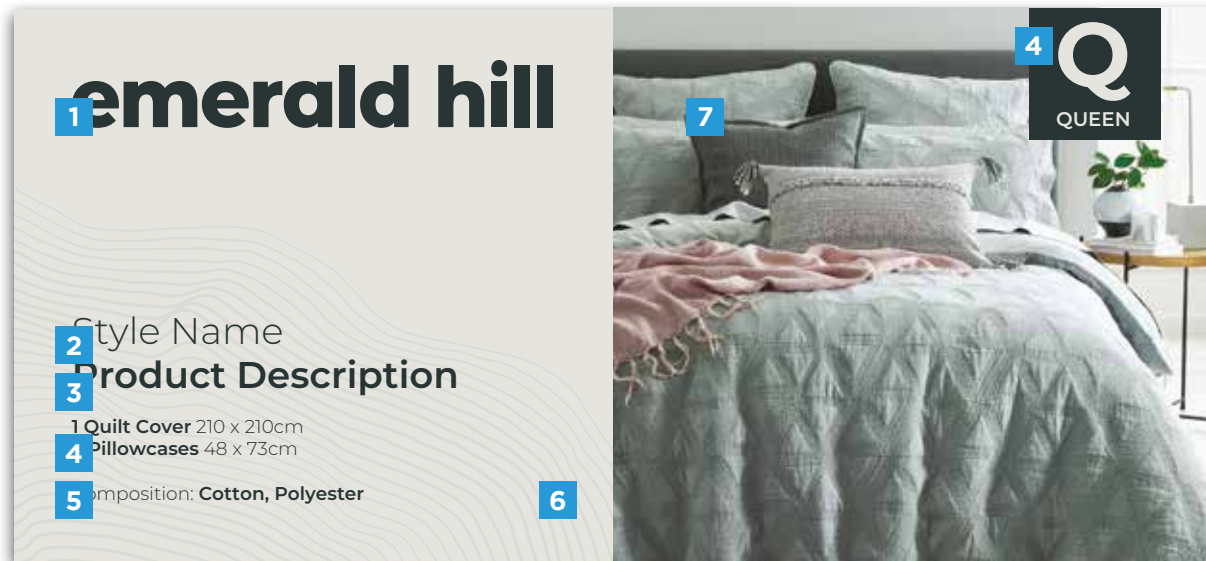 1 emerald hill
2 Style Name
3 Product Description
1 Quilt Cover 210 x 210cm
4 Pillowcases 48 x 73cm
5 omposition: Cotton, Polyester
6
7
4 Q
QUEEN